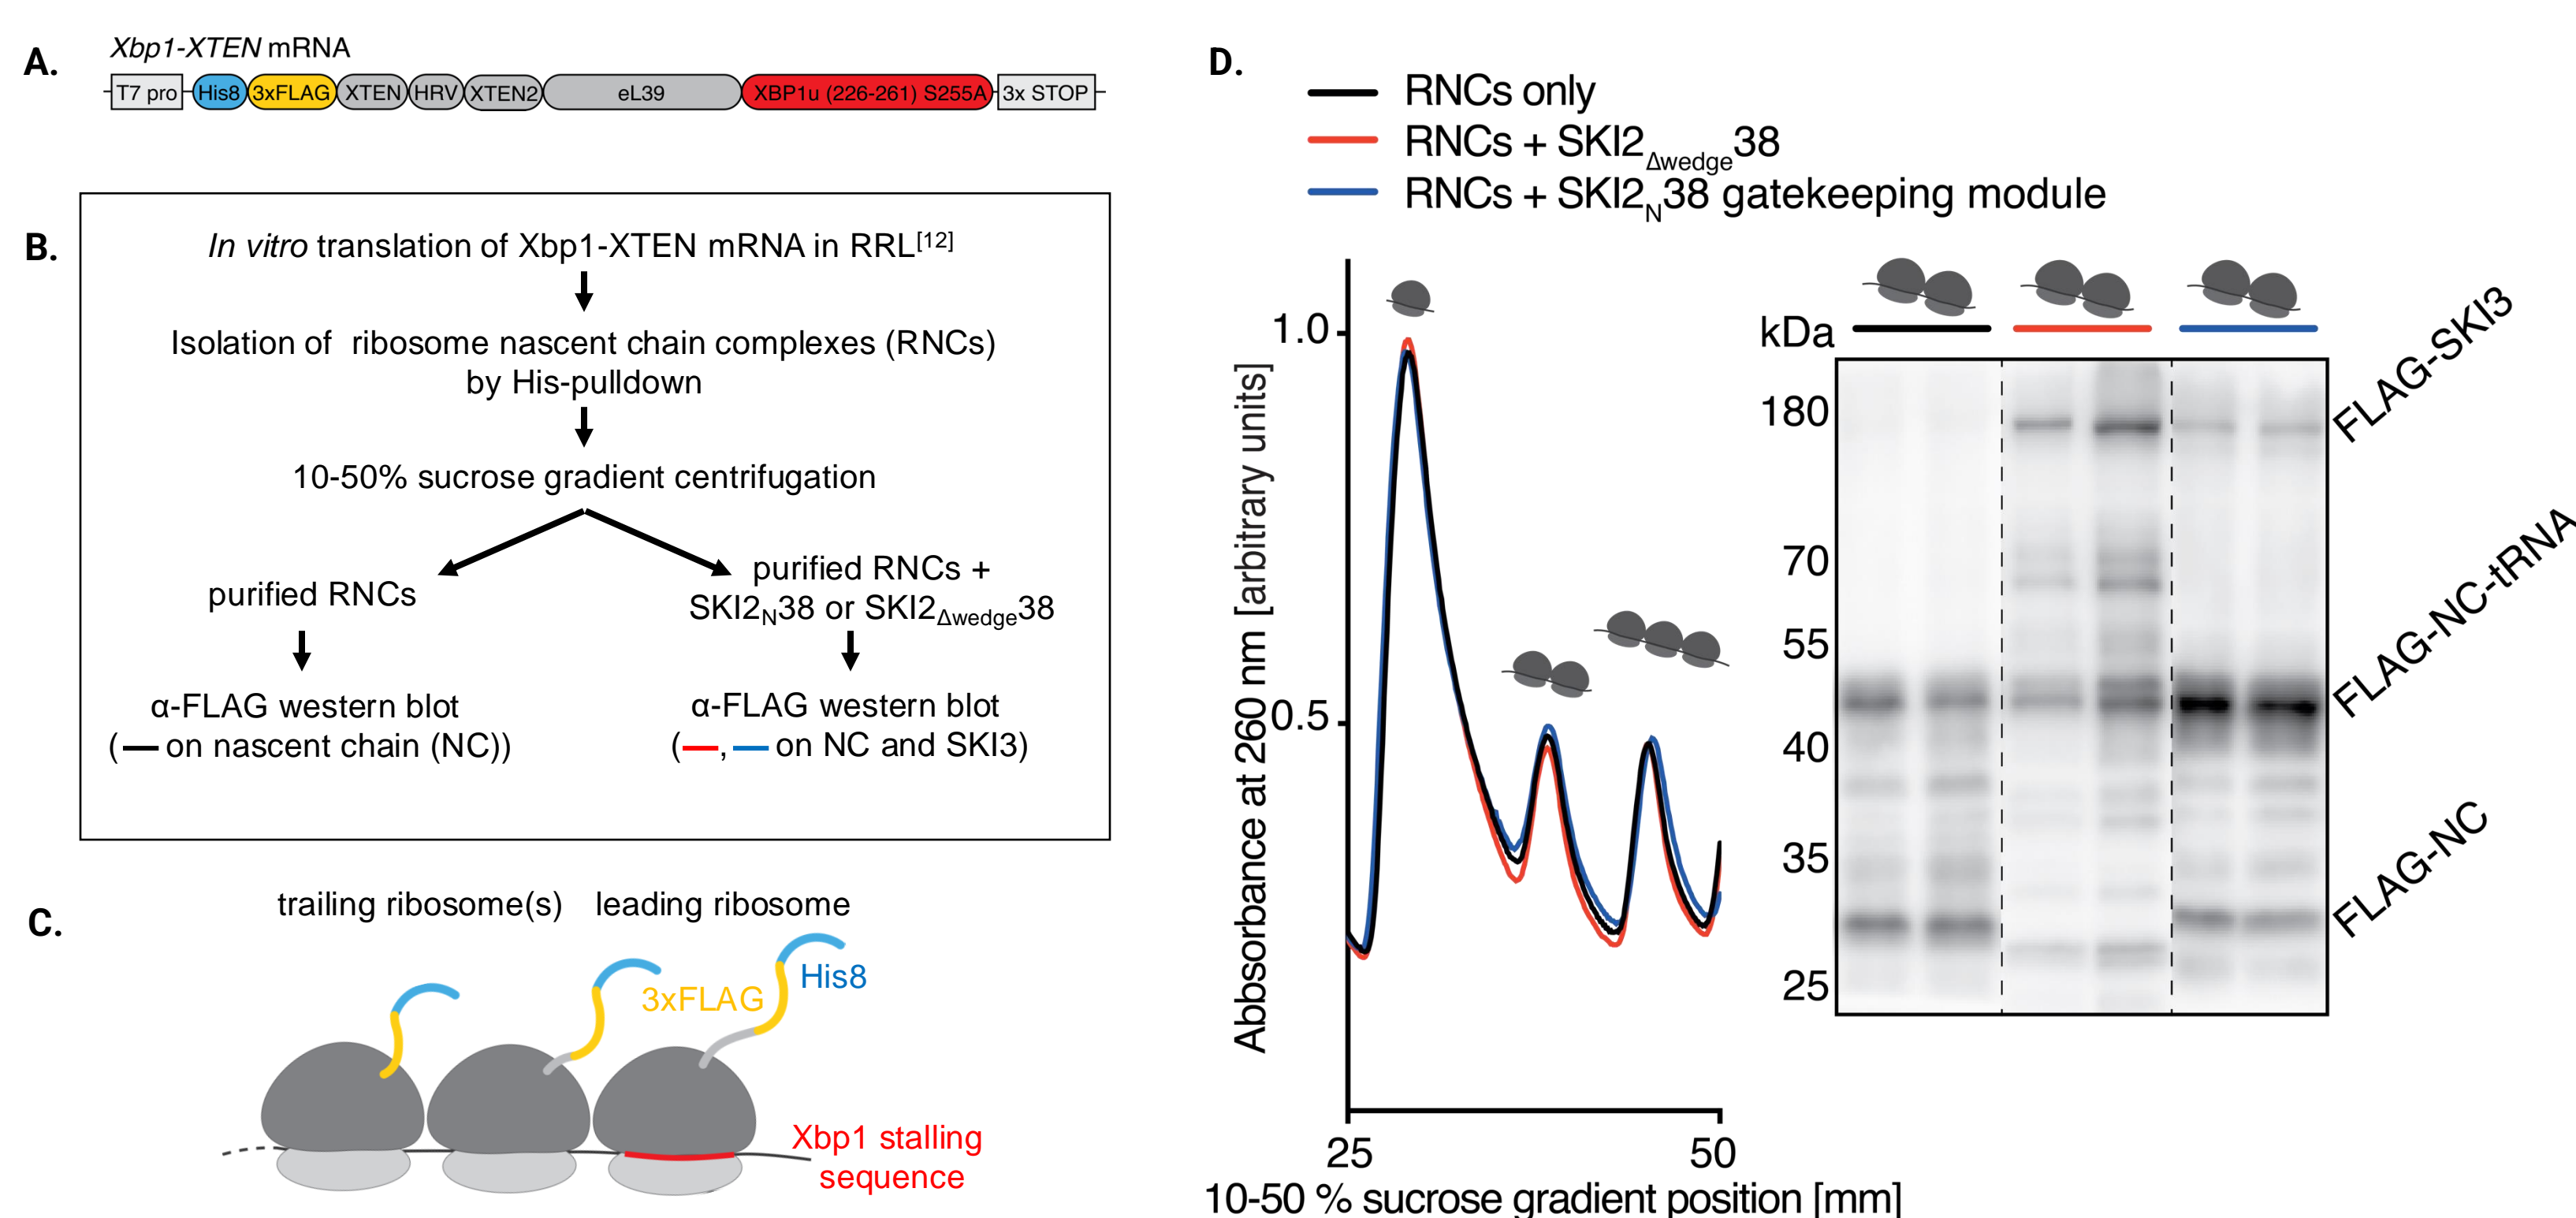 A.
Xbp1-XTEN mRNA
T7 pro His8 3xFLAG XTEN HRV XTEN2 eL39 XBP1u (226-261) S255A 3x STOP
B.
In vitro translation of Xbp1-XTEN mRNA in RRL[12]
Isolation of ribosome nascent chain complexes (RNCs)
by His-pulldown
10-50% sucrose gradient centrifugation
purified RNCs
purified RNCs +
SKI2N38 or SKI2Δwedge38
α-FLAG western blot
(— on nascent chain (NC))
α-FLAG western blot
(—, — on NC and SKI3)
C.
trailing ribosome(s) leading ribosome
His8
3xFLAG
Xbp1 stalling
sequence
D.
RNCs only
RNCs + SKI2Δwedge38
RNCs + SKI2N38 gatekeeping module
Abbsorbance at 260 nm [arbitrary units]
1.0
0.5
25 50
10-50 % sucrose gradient position [mm]
kDa
180
70
55
40
35
25
FLAG-SKI3
FLAG-NC-tRNA
FLAG-NC